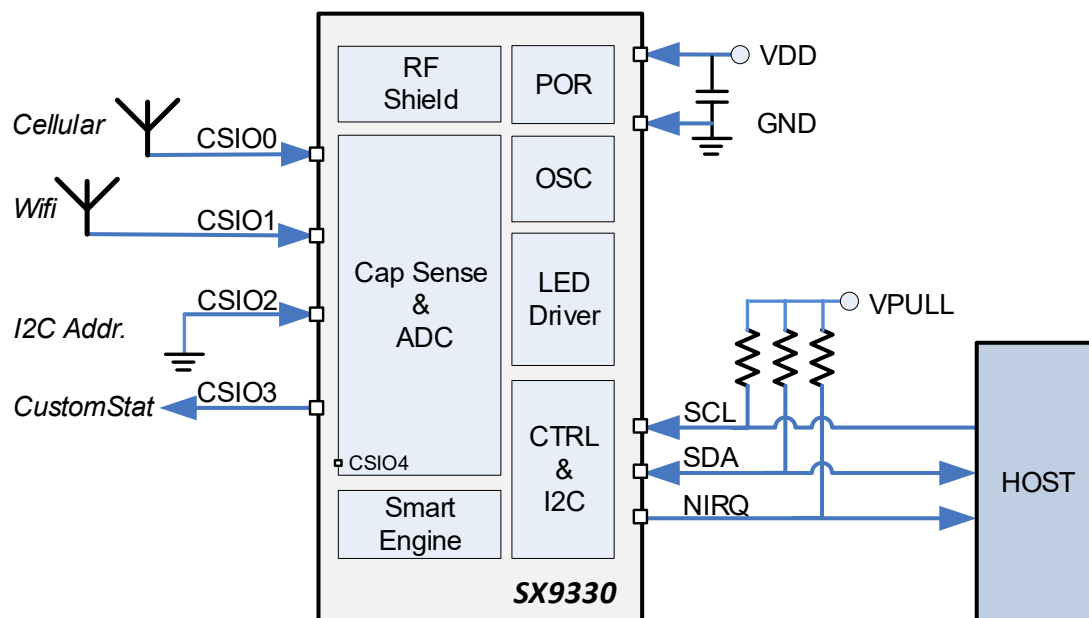 RF
Shield
POR
VDD
GND
Cellular
CSIO0
OSC
Wifi
CSIO1
Cap Sense
&
ADC
LED
Driver
I2C Addr.
CSIO2
VPULL
CustomStat
CSIO3
CSIO4
CTRL
&
I2C
SCL
SDA
NIRQ
HOST
Smart
Engine
SX9330